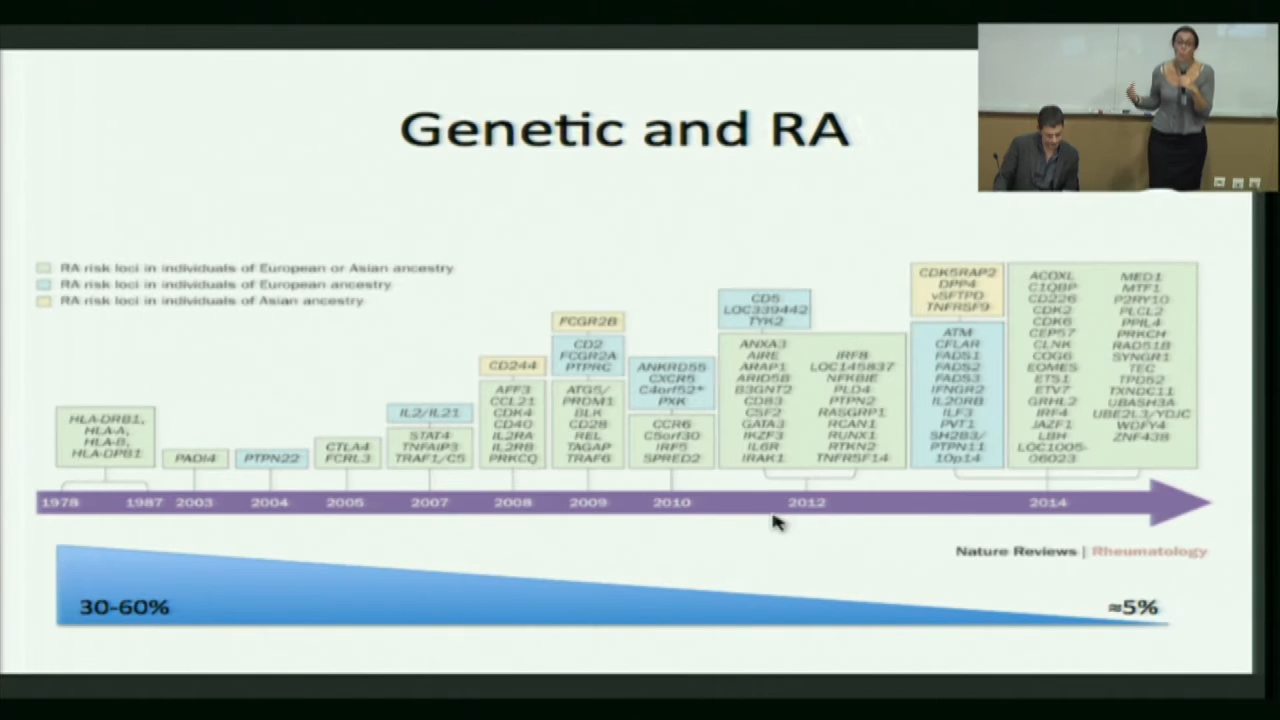 Genetic and RA
RA risk loci in individuals of European or Asian ancestry
RA risk loci in individuals of European ancestry
RA risk loci in individuals of Asian ancestry
HLA-DRB1,
HLA-A,
HLA-B,
HLA-DPB1
PADI4
PTPN22
CTLA4
FCRL3
IL2/IL21
STAT4
TNFAIP3
TRAF1/C5
CD244
AFF3
CCL21
CDK4
CD40
IL2RA
IL2RB
PRKCQ
FCGR2B
CD2
FCGR2A
PTPRC
ATG5/
PRDM1
BLK
CD28
REL
TAGAP
TRAF6
ANKRD55
CXCR5
C4orf52*
PXK
CCR6
C5orf30
IRF5
SPRED2
CD5
LOC339442
TYK2
ANXA3
AIRE
ARAP1
ARID5B
B3GNT2
CD83
CSF2
GATA3
IKZF3
IL6R
IRAK1
IRF8
LOC145837
NFKBIE
PLD4
PTPN2
RASGRP1
RCAN1
RUNX1
RTKN2
TNFRSF14
CDK5RAP2
DPP4
TNFRSF9
ATM
CFLAR
FADS1
FADS2
FADS3
IFNGR2
IL20RB
ILF3
PVT1
SH2B3/
PTPN11
10p14
ACOXL
C1QBP
CD226
CDK2
CDK6
CEP57
CLNK
COG6
EOMES
ETS1
ETV7
GRHL2
IRF4
JAZF1
LBH
LOC1005-
06023
MED1
MTF1
P2RY10
PLCL2
PPIL4
PRKCH
RAD51B
SYNGR1
TEC
TPD52
TXNDC11
UBASH3A
UBE2L3/YDJC
WDFY4
ZNF438
1978 1987 2003 2004 2005 2007 2008 2009 2010 2012 2014
Nature Reviews | Rheumatology
30-60% ≈5%